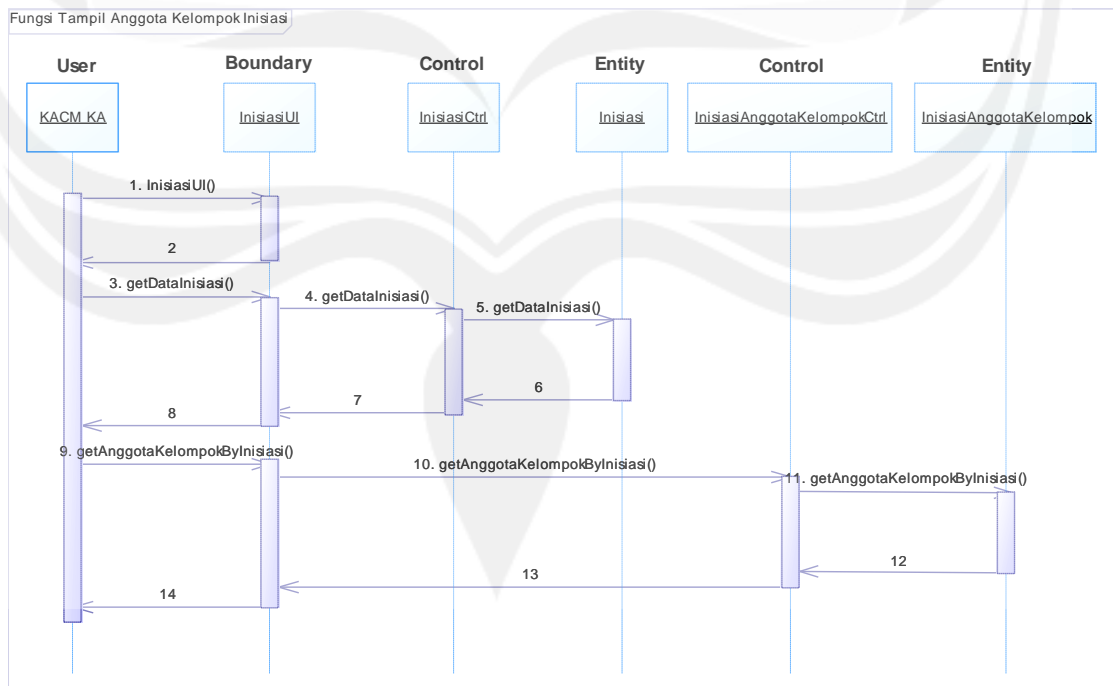 Fungsi Tampil Anggota Kelompok Inisiasi
User
Boundary
Control
Entity
Control
Entity
KACM KA
InisiasiUI
InisiasiCtrl
Inisiasi
InisiasiAnggotaKelompokCtrl
InisiasiAnggotaKelompok
1. InisiasiUI()
2
3. getDataInisiasi()
4. getDataInisiasi()
5. getDataInisiasi()
6
7
8
9. getAnggotaKelompokByInisiasi()
10. getAnggotaKelompokByInisiasi()
11. getAnggotaKelompokByInisiasi()
12
13
14